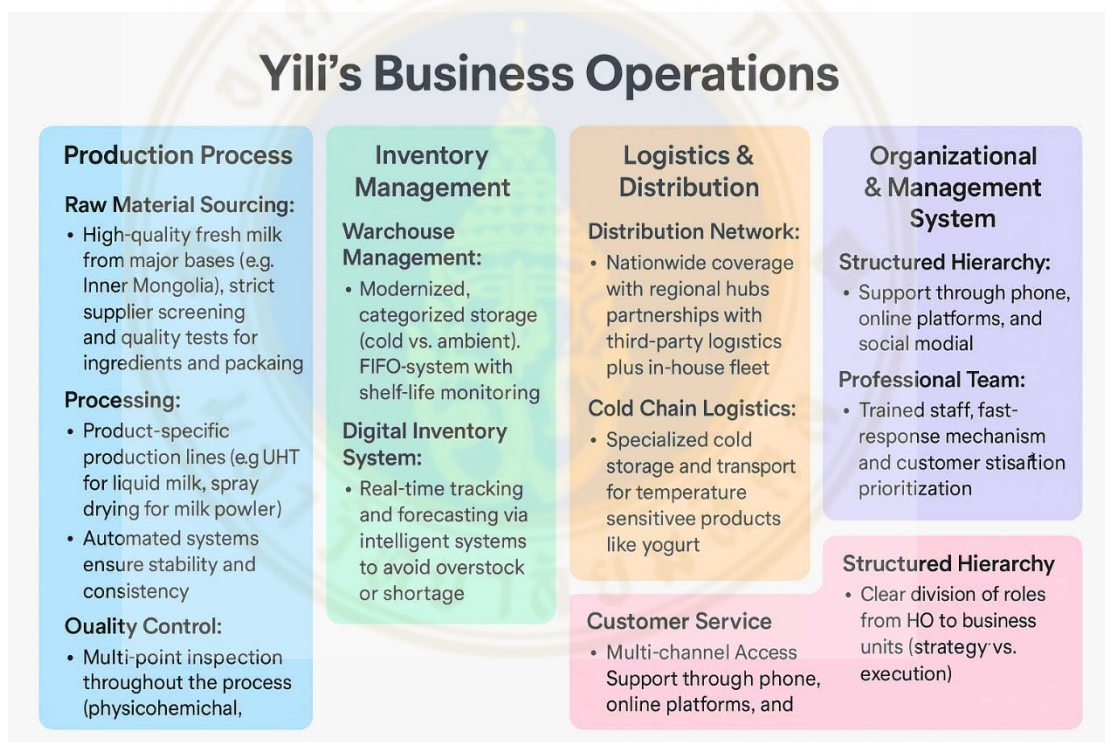 Yili's Business Operations
Production Process
Raw Material Sourcing:
• High-quality fresh milk
from major bases (e.g.
Inner Mongolia), strict
supplier screening
and quality tests for
ingredients and packaing
Processing:
• Product-specific
production lines (e.g UHT
for liquid milk, spray
drying for milk powler)
• Automated systems
ensure stability and
consistency
Ouality Control:
• Multi-point inspection
throughout the process
(physicohemichal,
Inventory
Management
Warchouse
Management:
• Modernized,
categorized storage
(cold vs. ambient).
FIFO-system with
shelf-life monitoring
Digital Inventory
System:
• Real-time tracking
and forecasting via
intelligent systems
to avoid overstock
or shortage
Logistics &
Distribution
Distribution Network:
• Nationwide coverage
with regional hubs
partnerships with
third-party logistics
plus in-house fleet
Cold Chain Logistics:
• Specialized cold
storage and transport
for temperature
sensitivee products
like yogurt
Organizational
& Management
System
Structured Hierarchy:
• Support through phone,
online platforms, and
social modial
Professional Team:
• Trained staff, fast-
response mechanism
and customer
prioritization
Customer Service
• Multi-channel Access
Support through phone,
online platforms, and
Structured Hierarchy
• Clear division of roles
from HO to business
units (strategy vs.
execution)